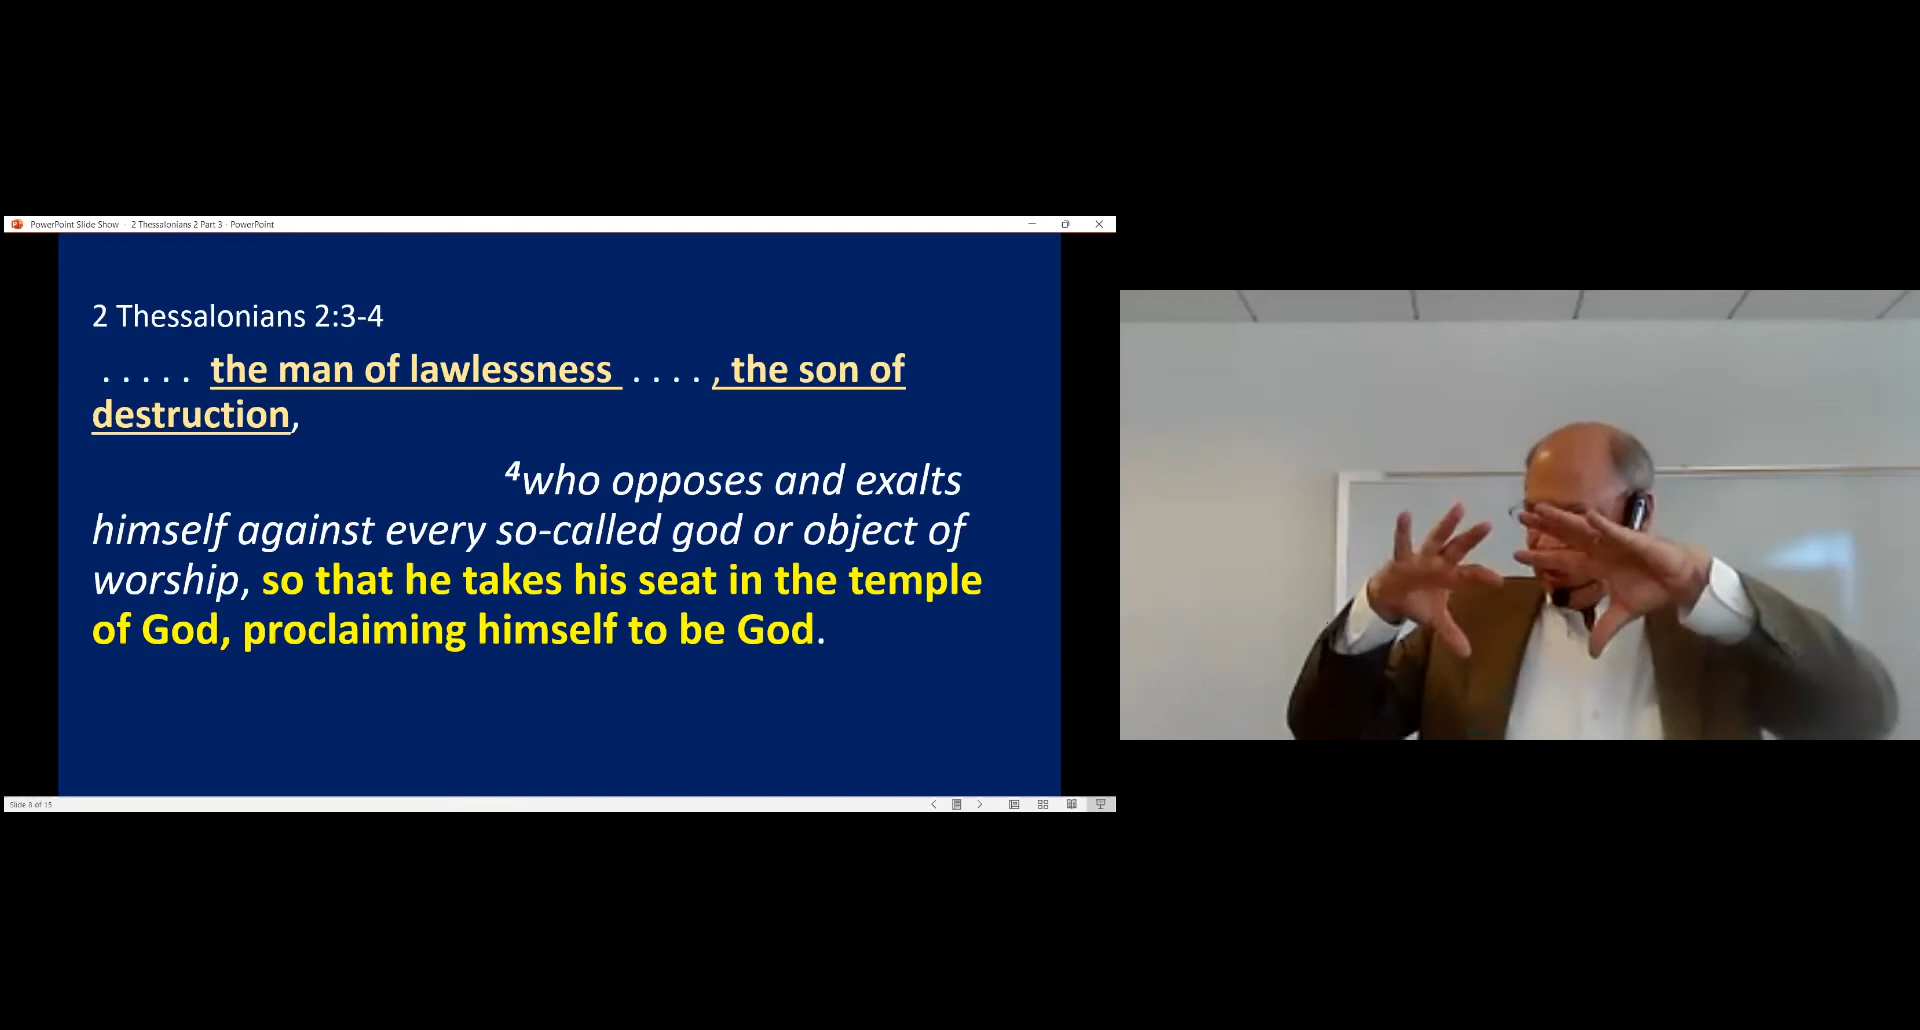 PowerPoint Slide Show - 2 Thessalonians 2 Part 3 - PowerPoint
2 Thessalonians 2:3-4
. . . . . the man of lawlessness . . . . , the son of
destruction,
4who opposes and exalts
himself against every so-called god or object of
worship, so that he takes his seat in the temple
of God, proclaiming himself to be God.
Slide 8 of 15